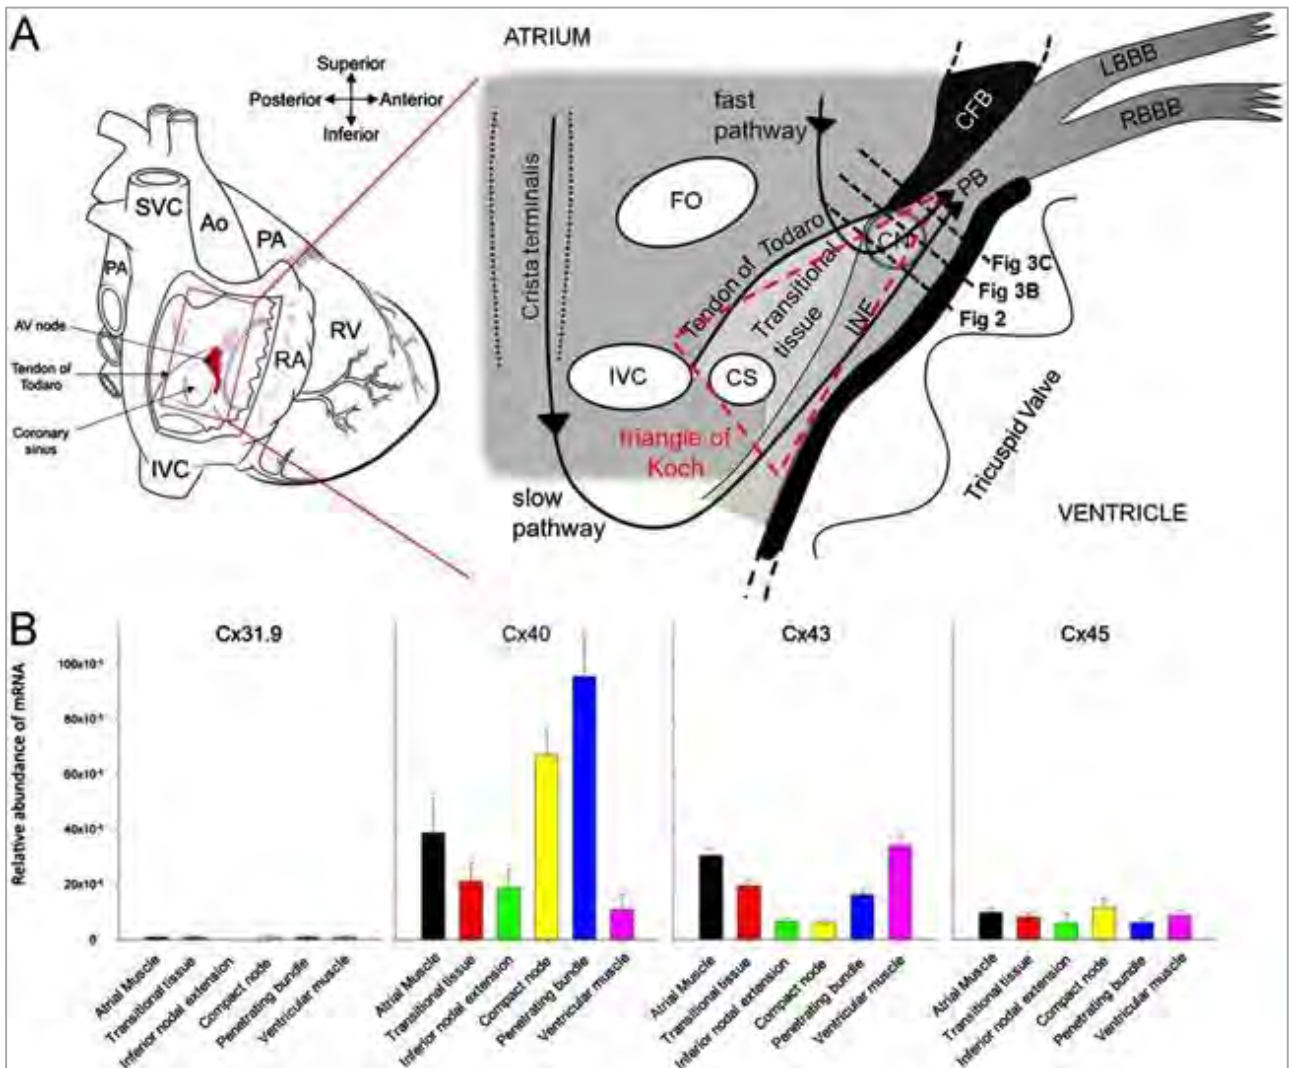 A
Superior
Posterior
Anterior
Inferior
SVC
Ao
PA
PA
RV
RA
IVC
AV node
Tendon of
Todaro
Coronary
sinus
ATRIUM
fast
pathway
CFB
LBBB
RBBB
PB
Crista terminalis
FO
Tendon of Todaro
CN
Transitional
tissue
INE
Fig 3C
Fig 3B
Fig 2
IVC
CS
triangle of
Koch
slow
pathway
Tricuspid Valve
VENTRICLE
B
Relative abundance of mRNA
Cx31.9
Cx40
Cx43
Cx45
0
Atrial Muscle
Transitional tissue
Inferior nodal extension
Compact node
Penetrating bundle
Ventricular muscle
Atrial Muscle
Transitional tissue
Inferior nodal extension
Compact node
Penetrating bundle
Ventricular muscle
Atrial Muscle
Transitional tissue
Inferior nodal extension
Compact node
Penetrating bundle
Ventricular muscle
Atrial Muscle
Transitional tissue
Inferior nodal extension
Compact node
Penetrating bundle
Ventricular muscle